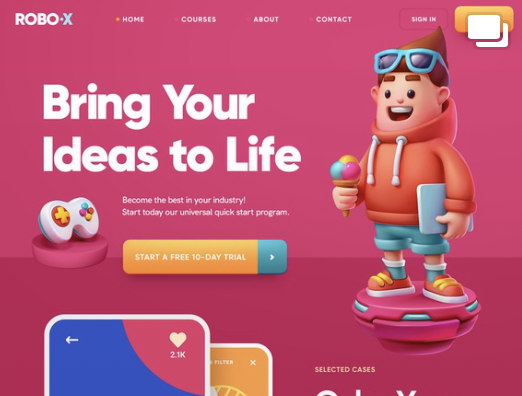 ROBO-X
HOME
COURSES
ABOUT
CONTACT
SIGN IN
Bring Your
Ideas to Life
Become the best in your industry!
Start today our universal quick start program.
START A FREE 10-DAY TRIAL
2.1K
FILTER
SELECTED CASES